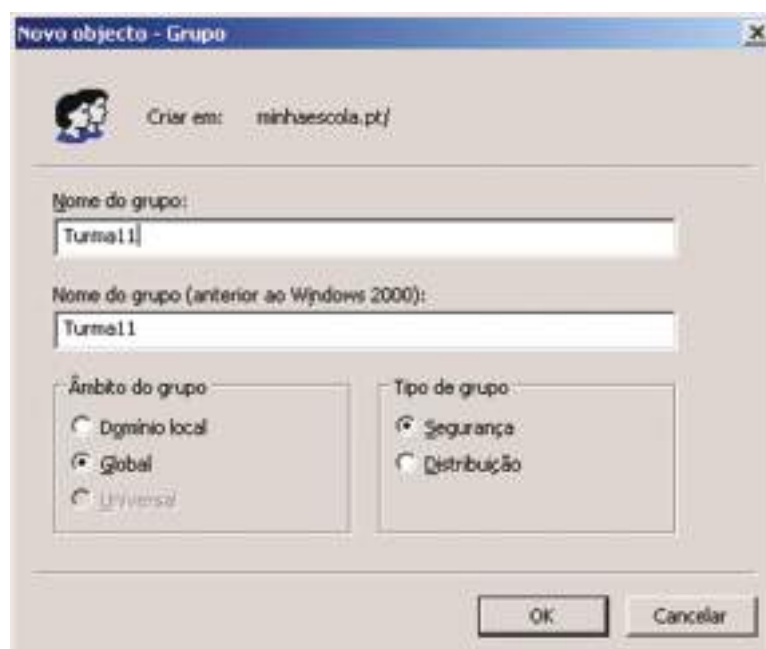 Novo objecto - Grupo
Criar em: minhaescola.pt/
Nome do grupo:
Turma11
Nome do grupo (anterior ao Windows 2000):
Turma11
Âmbito do grupo
Domínio local
Global
Universal
Tipo de grupo
Segurança
Distribuição
OK Cancelar